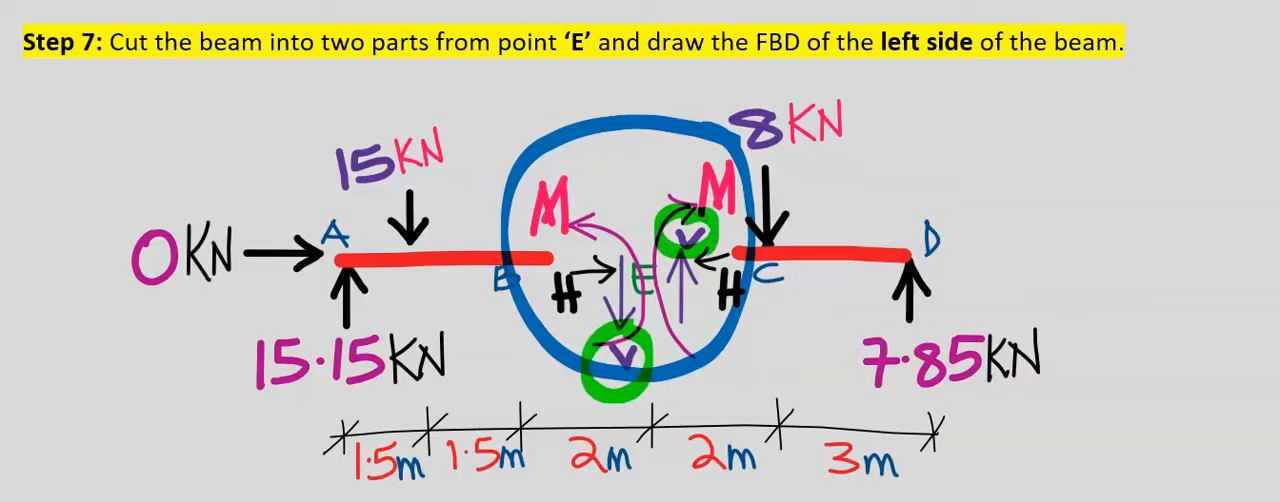 Step 7: Cut the beam into two parts from point ‘E’ and draw the FBD of the left side of the beam.
8KN
15KN
M M
0KN A V D
B H E H C
15.15KN V 7.85KN
1.5m 1.5m 2m 2m 3m